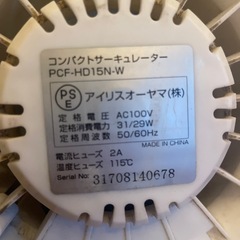 コンパクトサーキュレーター
PCF-HD15N-W
PS
E
アイリスオーヤマ(株)
定格電圧 AC100V
定格消費電力 31/29W
定格周波数 50/60Hz
MADE IN CHINA
電流ヒューズ 2A
温度ヒューズ 115℃
Serial No: 31708140678